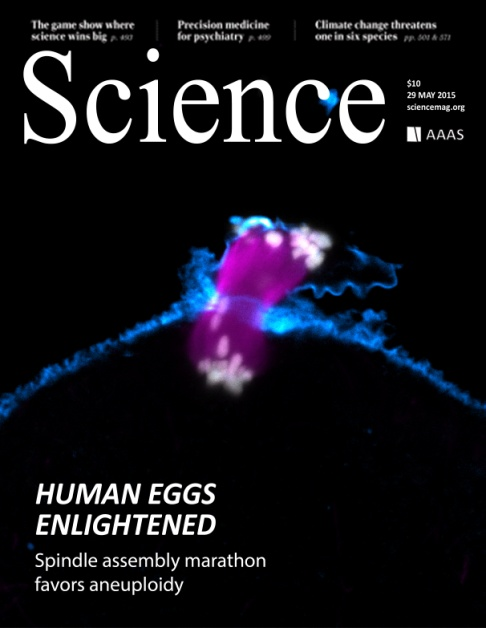 The game show where
science wins big p. 493
Precision medicine
for psychiatry p. 499
Climate change threatens
one in six species pp. 501 & 571
Science
$10
29 MAY 2015
sciencemag.org
AAAS
HUMAN EGGS
ENLIGHTENED
Spindle assembly marathon
favors aneuploidy